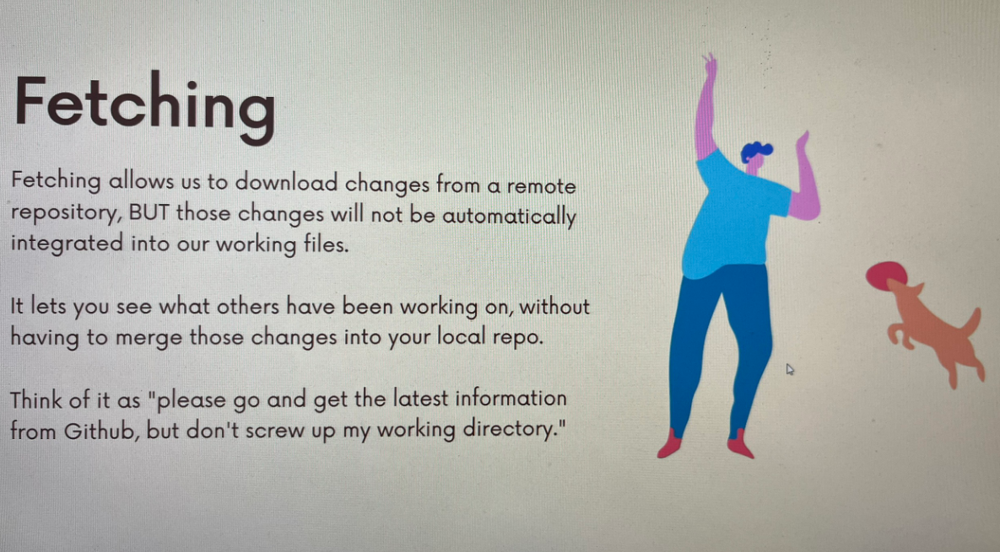 Fetching
Fetching allows us to download changes from a remote
repository, BUT those changes will not be automatically
integrated into our working files.
It lets you see what others have been working on, without
having to merge those changes into your local repo.
Think of it as "please go and get the latest information
from Github, but don't screw up my working directory."